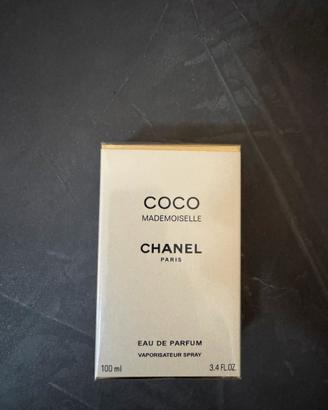 COCO
MADEMOISELLE
CHANEL
PARIS
EAU DE PARFUM
VAPORISATEUR SPRAY
100 ml 3.4 FL.OZ.